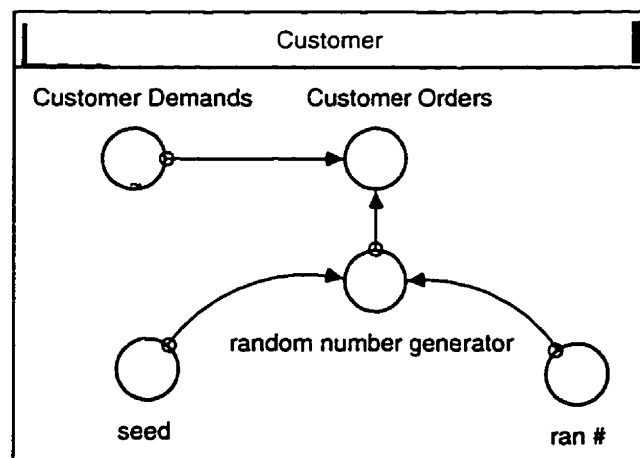 Customer
Customer Demands
Customer Orders
~
random number generator
seed
ran #